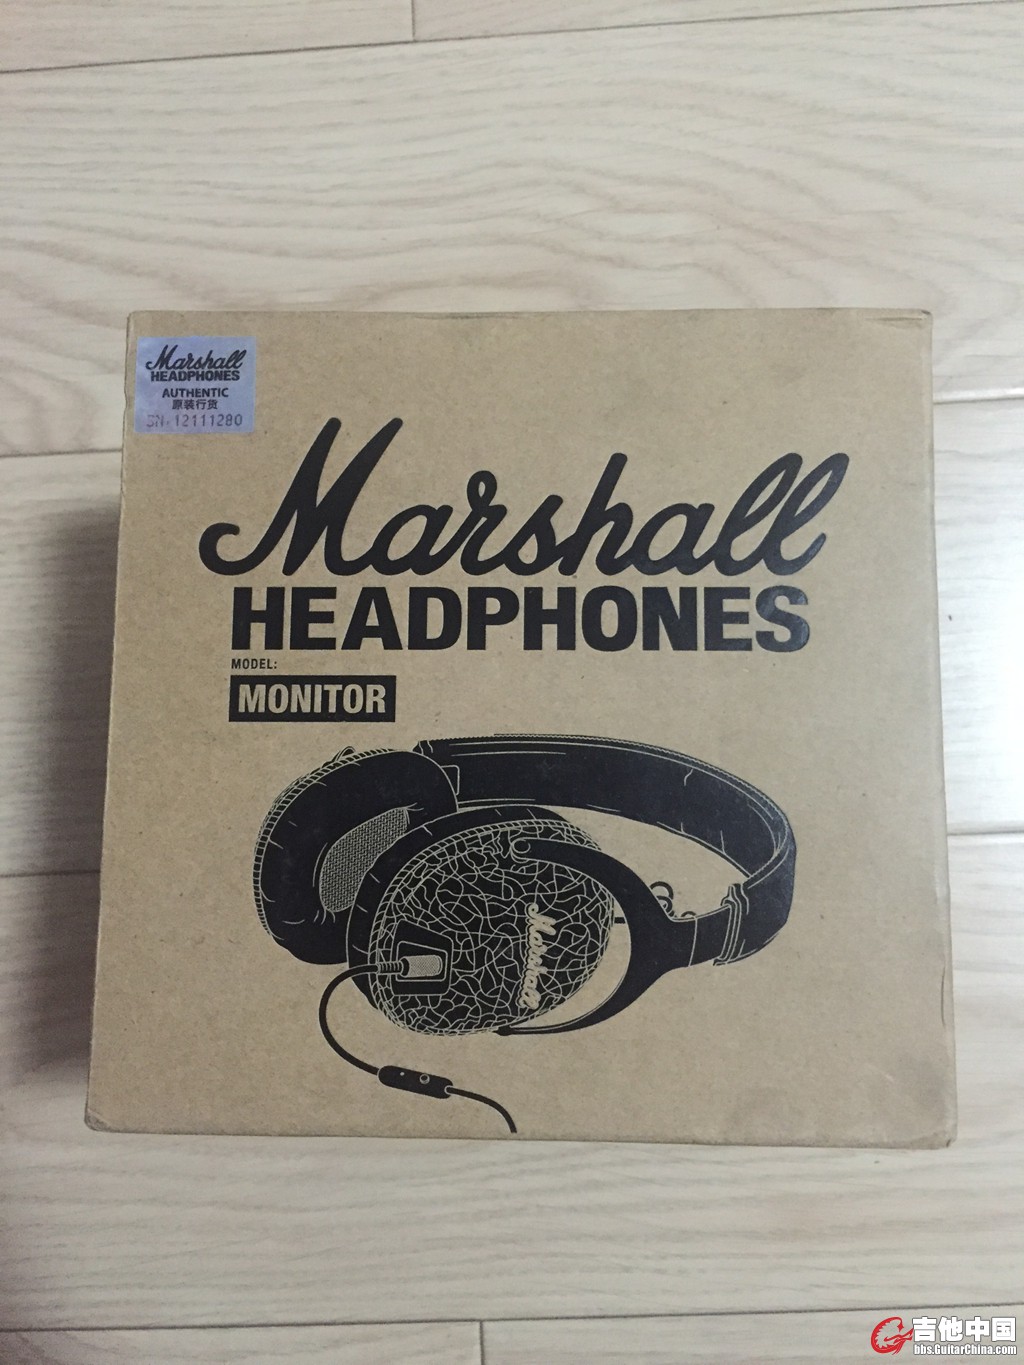 Marshall
HEADPHONES
AUTHENTIC
原装行货
SN. 12111280
Marshall
HEADPHONES
MODEL:
MONITOR
Marshall
吉他中国
bbs.GuitarChina.com